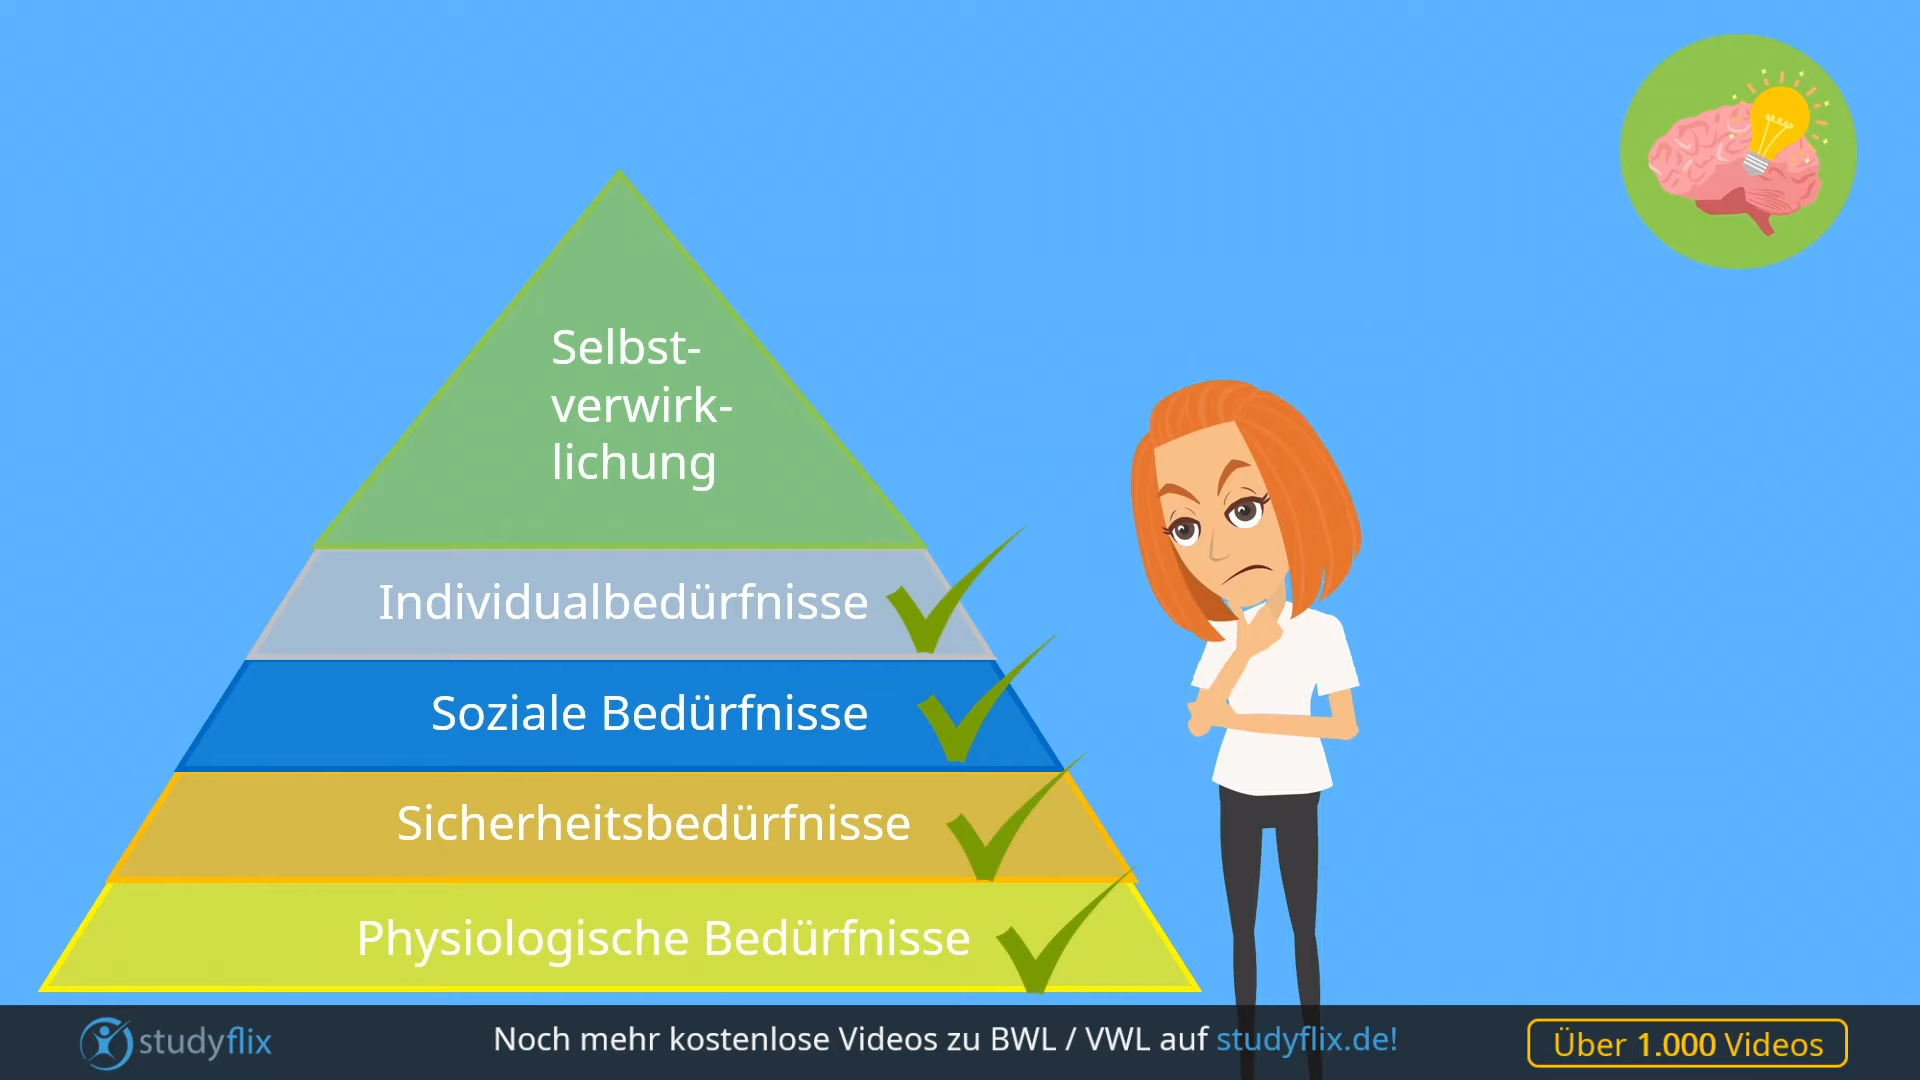 Selbst-
verwirk-
lichung
Individualbedürfnisse
Soziale Bedürfnisse
Sicherheitsbedürfnisse
Physiologische Bedürfnisse
studyflix
Noch mehr kostenlose Videos zu BWL / VWL auf studyflix.de!
Über 1.000 Videos